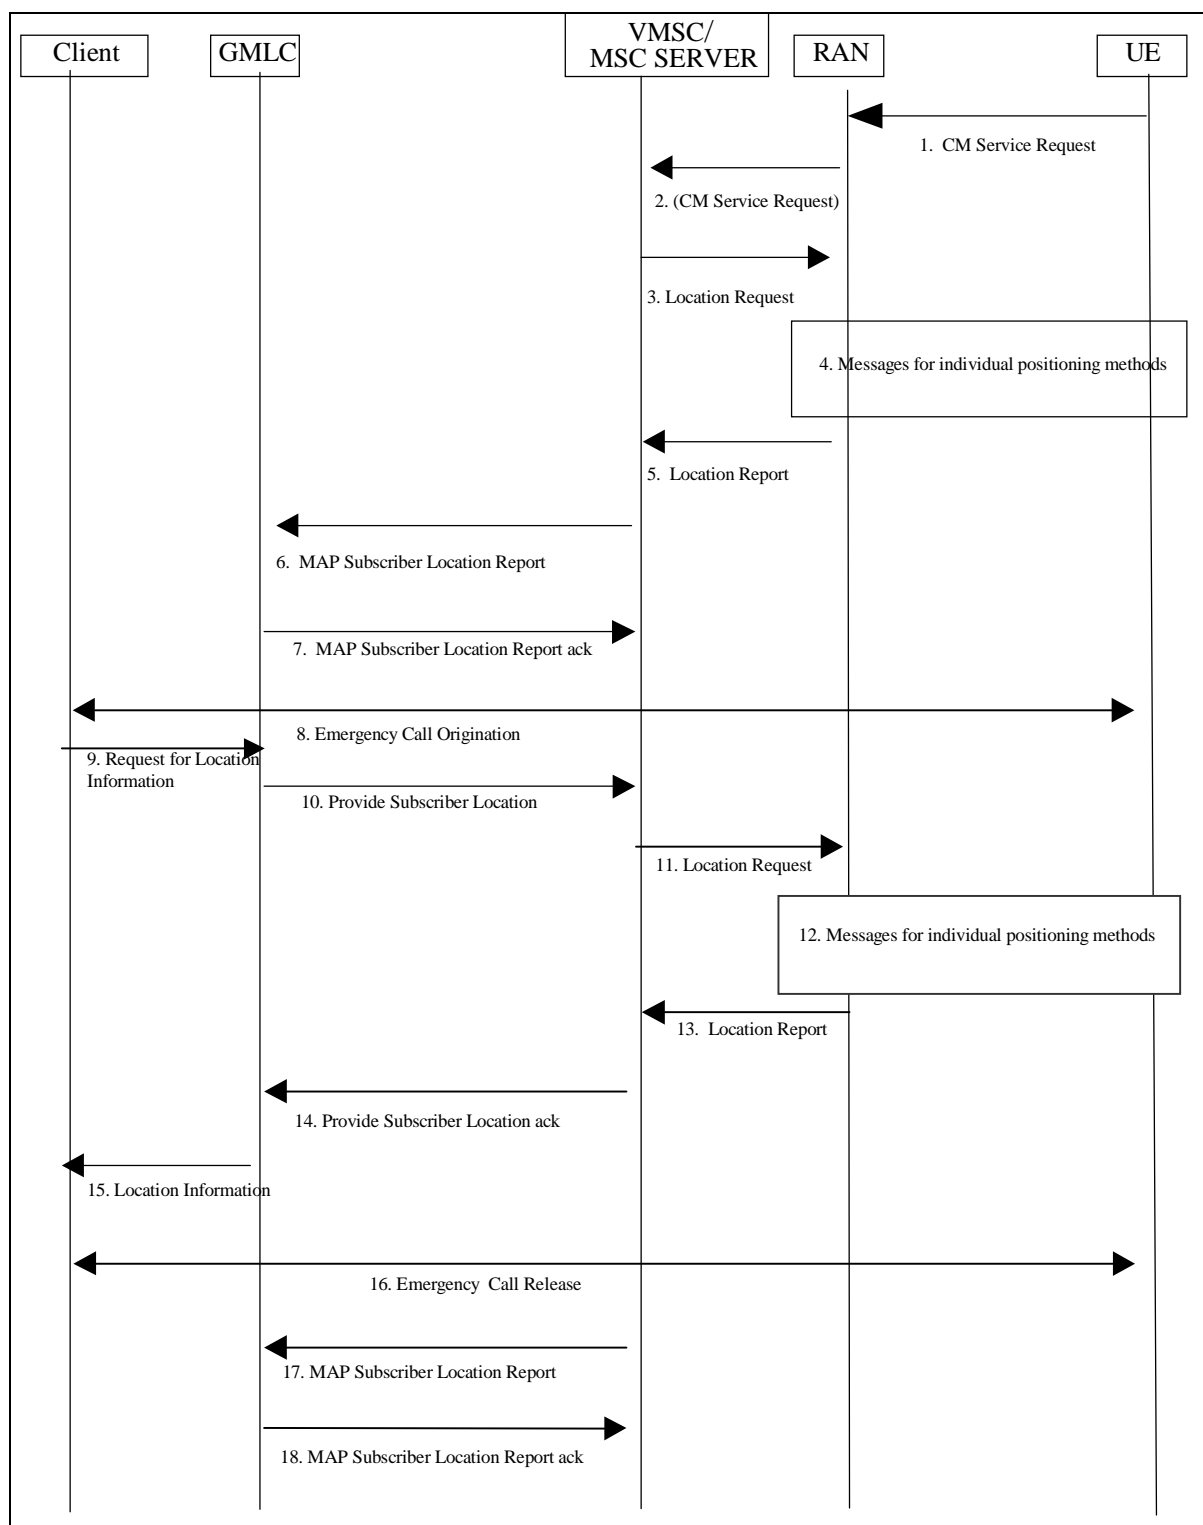 Client
GMLC
VMSC/
MSC SERVER
RAN
UE
1. CM Service Request
2. (CM Service Request)
3. Location Request
4. Messages for individual positioning methods
5. Location Report
6. MAP Subscriber Location Report
7. MAP Subscriber Location Report ack
8. Emergency Call Origination
9. Request for Location
Information
10. Provide Subscriber Location
11. Location Request
12. Messages for individual positioning methods
13. Location Report
14. Provide Subscriber Location ack
15. Location Information
16. Emergency Call Release
17. MAP Subscriber Location Report
18. MAP Subscriber Location Report ack